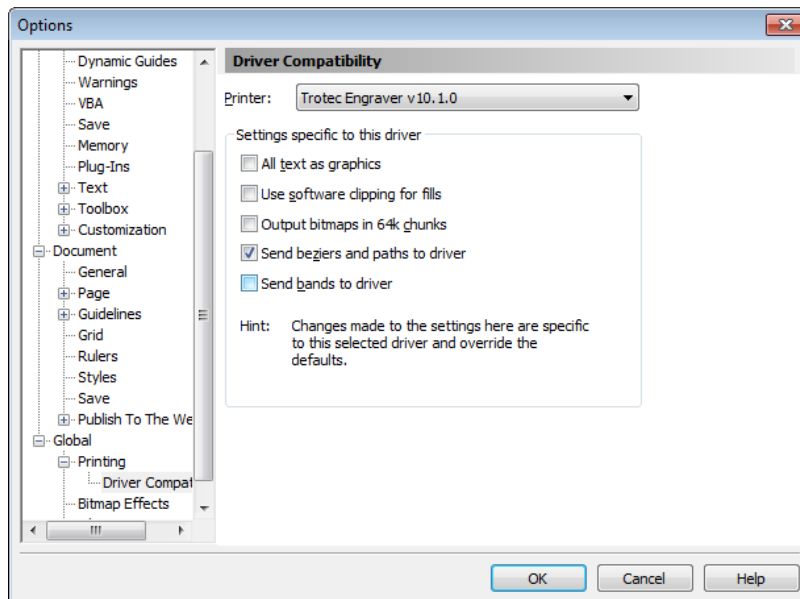 Options
Dynamic Guides
Warnings
VBA
Save
Memory
Plug-Ins
Text
Toolbox
Customization
Document
General
Page
Guidelines
Grid
Rulers
Styles
Save
Publish To The We
Global
Printing
Driver Compat
Bitmap Effects
Driver Compatibility
Printer: Trotec Engraver v10.1.0
Settings specific to this driver
All text as graphics
Use software clipping for fills
Output bitmaps in 64k chunks
Send beziers and paths to driver
Send bands to driver
Hint: Changes made to the settings here are specific
to this selected driver and override the
defaults.
OK Cancel Help